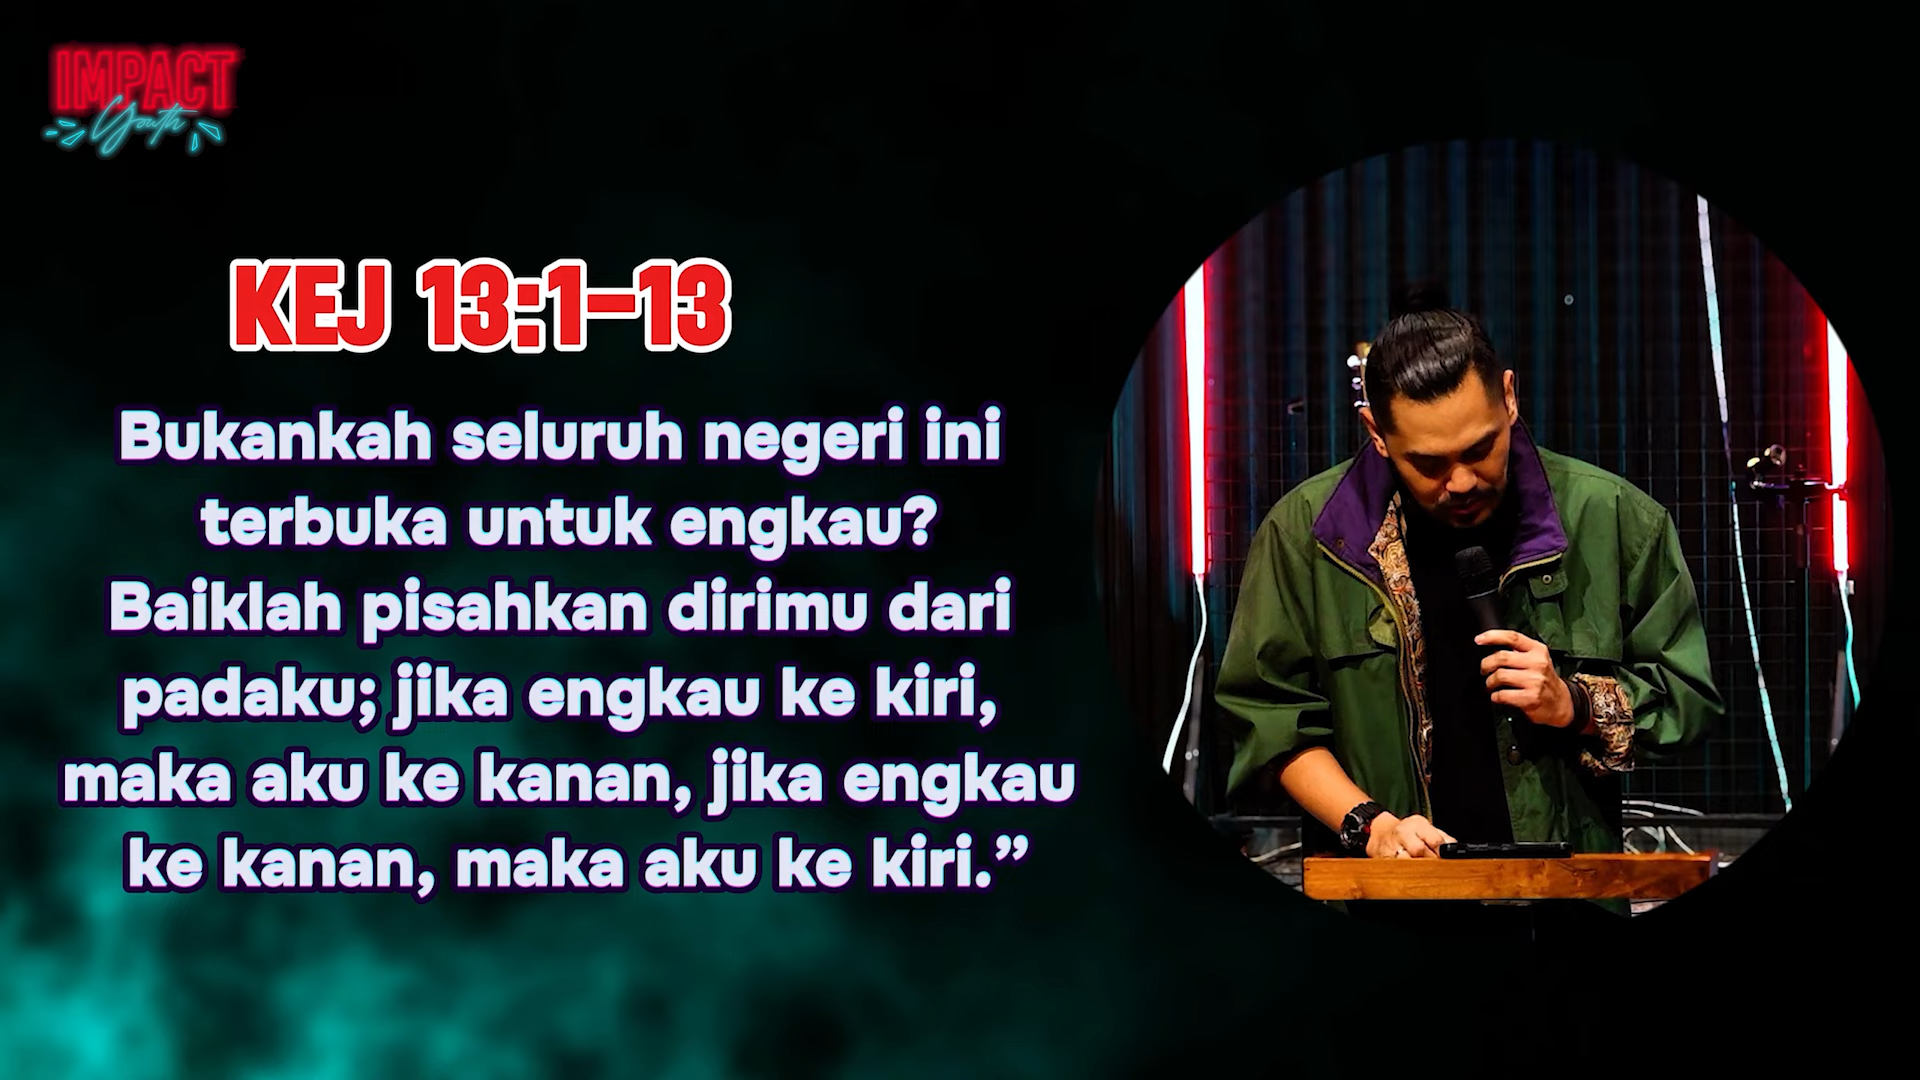 IMPACT
Youth
KEJ 13:1-13
Bukankah seluruh negeri ini
terbuka untuk engkau?
Baiklah pisahkan dirimu dari
padaku; jika engkau ke kiri,
maka aku ke kanan, jika engkau
ke kanan, maka aku ke kiri.”